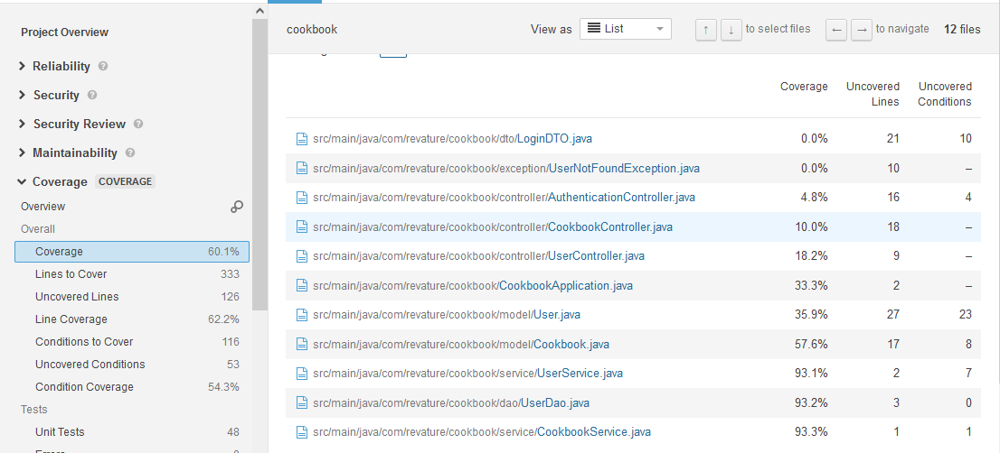 Project Overview
Reliability
Security
Security Review
Maintainability
Coverage COVERAGE
Overview
Overall
Coverage 60.1%
Lines to Cover 333
Uncovered Lines 126
Line Coverage 62.2%
Conditions to Cover 116
Uncovered Conditions 53
Condition Coverage 54.3%
Tests
Unit Tests 48
cookbook View as List ↑ ↓ to select files ← → to navigate 12 files
Coverage Uncovered Lines Uncovered Conditions
src/main/java/com/revature/cookbook/dto/LoginDTO.java 0.0% 21 10
src/main/java/com/revature/cookbook/exception/UserNotFoundException.java 0.0% 10 –
src/main/java/com/revature/cookbook/controller/AuthenticationController.java 4.8% 16 4
src/main/java/com/revature/cookbook/controller/CookbookController.java 10.0% 18 –
src/main/java/com/revature/cookbook/controller/UserController.java 18.2% 9 –
src/main/java/com/revature/cookbook/CookbookApplication.java 33.3% 2 –
src/main/java/com/revature/cookbook/model/User.java 35.9% 27 23
src/main/java/com/revature/cookbook/model/Cookbook.java 57.6% 17 8
src/main/java/com/revature/cookbook/service/UserService.java 93.1% 2 7
src/main/java/com/revature/cookbook/dao/UserDao.java 93.2% 3 0
src/main/java/com/revature/cookbook/service/CookbookService.java 93.3% 1 1